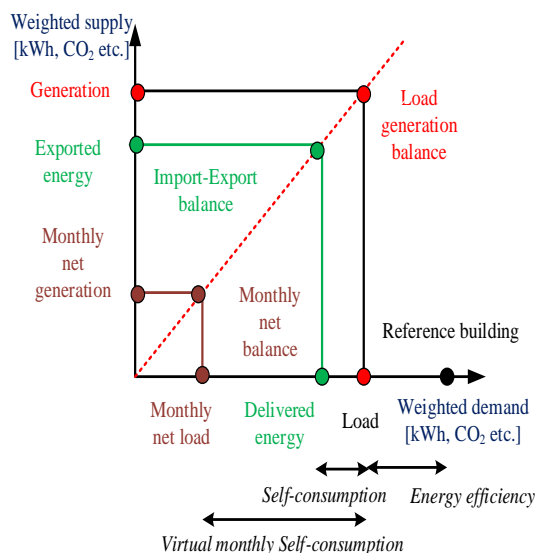 Weighted supply
[kWh, CO₂ etc.]
Generation
Load
generation
balance
Exported
energy
Import-Export
balance
Monthly
net
generation
Monthly
net
balance
Reference building
Monthly
net load
Delivered
energy
Load
Weighted demand
[kWh, CO₂ etc.]
Self-consumption
Energy efficiency
Virtual monthly Self-consumption